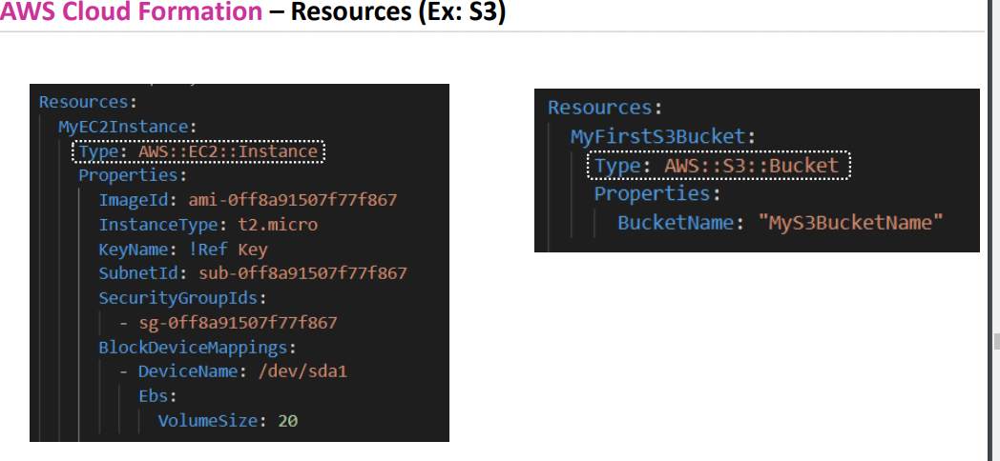 AWS Cloud Formation – Resources (Ex: S3)
Resources:
MyEC2Instance:
Type: AWS::EC2::Instance
Properties:
ImageId: ami-0ff8a91507f77f867
InstanceType: t2.micro
KeyName: !Ref Key
SubnetId: sub-0ff8a91507f77f867
SecurityGroupIds:
- sg-0ff8a91507f77f867
BlockDeviceMappings:
- DeviceName: /dev/sda1
Ebs:
VolumeSize: 20
Resources:
MyFirstS3Bucket:
Type: AWS::S3::Bucket
Properties:
BucketName: "MyS3BucketName"